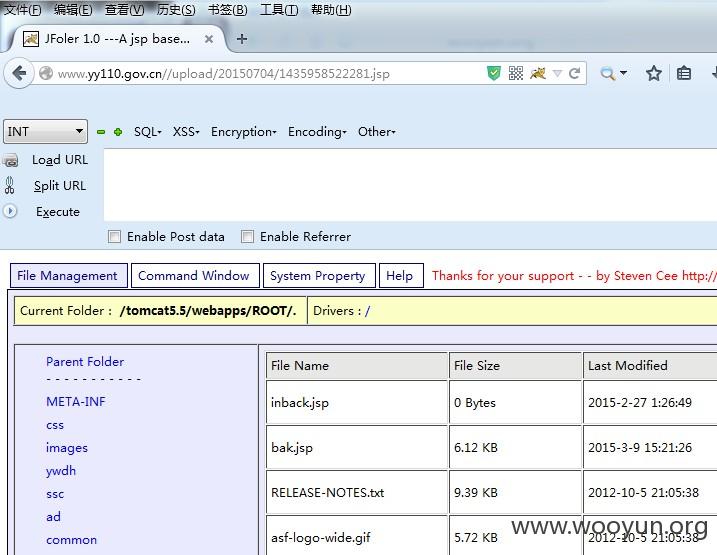 文件(F) 编辑(E) 查看(V) 历史(S) 书签(B) 工具(T) 帮助(H)
JFoler 1.0 ---A jsp base... × +
www.yy110.gov.cn//upload/20150704/1435958522281.jsp
INT SQL- XSS- Encryption- Encoding- Other-
Load URL
Split URL
Execute
Enable Post data Enable Referrer
File Management Command Window System Property Help Thanks for your support - - by Steven Cee http://
Current Folder : /tomcat5.5/webapps/ROOT/. Drivers : /
Parent Folder
- - - - - - - - - - -
META-INF
css
images
ywdh
ssc
ad
common
File Name File Size Last Modified
inback.jsp 0 Bytes 2015-2-27 1:26:49
bak.jsp 6.12 KB 2015-3-9 15:21:26
RELEASE-NOTES.txt 9.39 KB 2012-10-5 21:05:38
asf-logo-wide.gif 5.72 KB 2012-10-5 21:05:38
www.wooyun.org